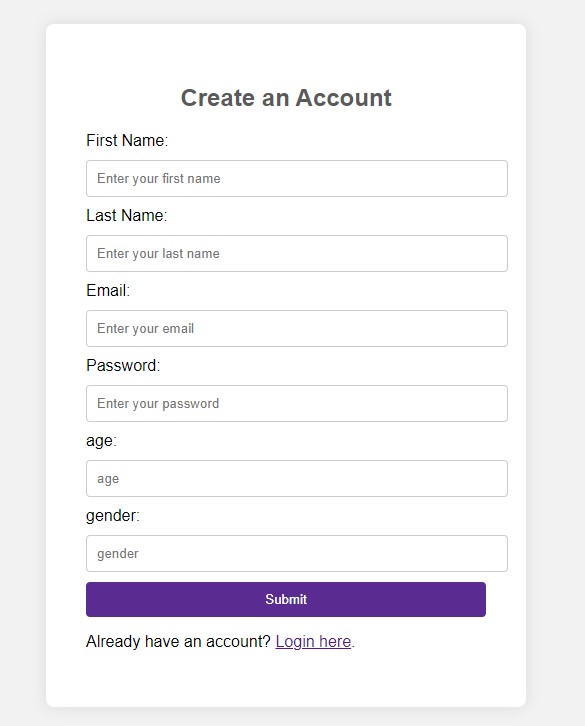 Create an Account
First Name:
Enter your first name
Last Name:
Enter your last name
Email:
Enter your email
Password:
Enter your password
age:
age
gender:
gender
Submit
Already have an account? Login here.